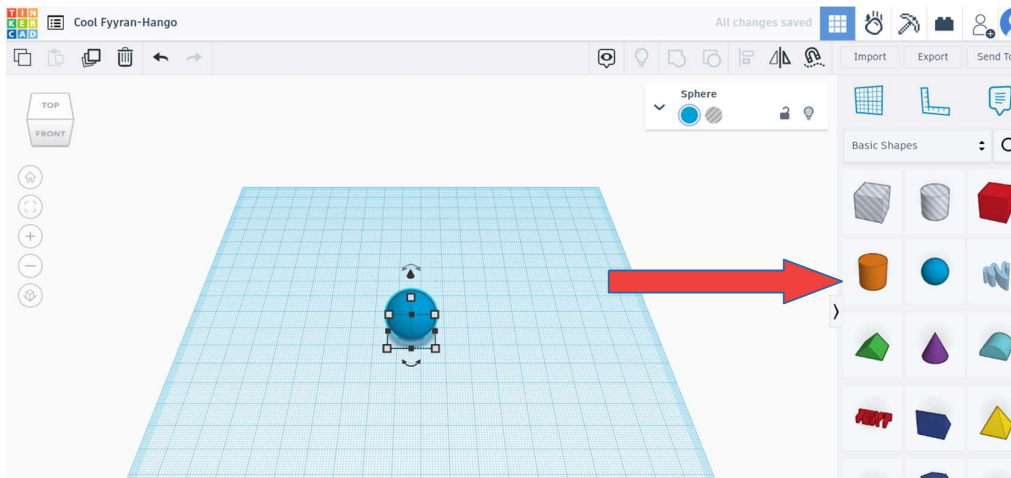 TIN
KER
CAD
Cool Fyyran-Hango
All changes saved
Import
Export
Send To
Sphere
TOP
FRONT
Basic Shapes